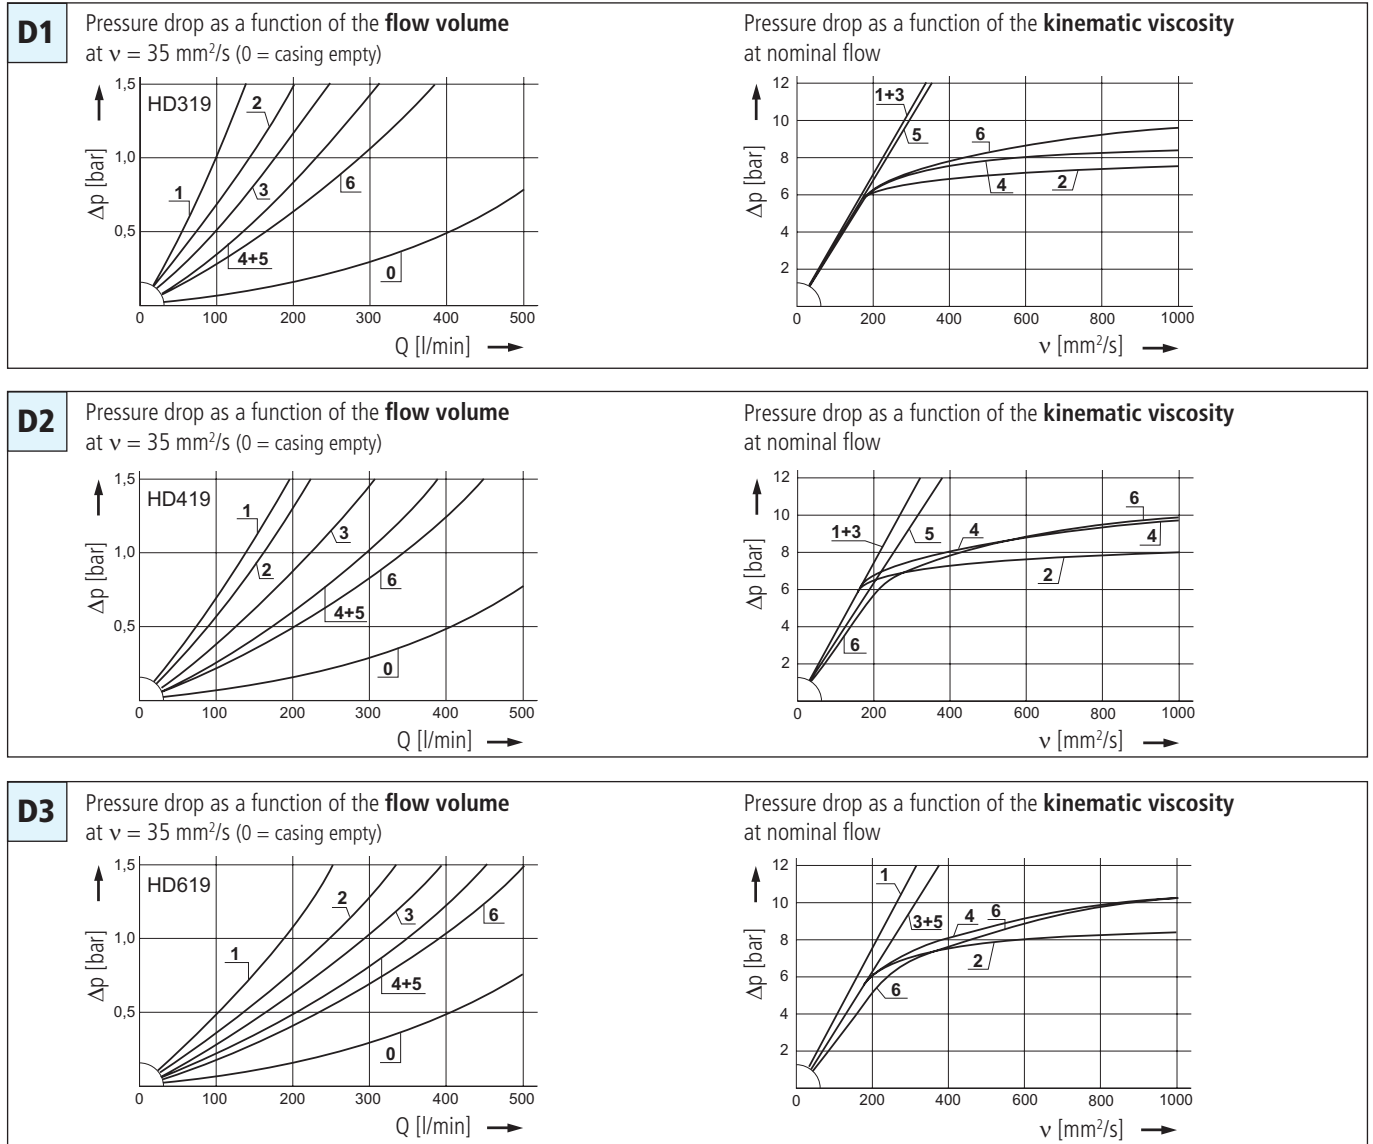 D1
Pressure drop as a function of the flow volume
at ν = 35 mm²/s (0 = casing empty)
Δp [bar]
HD319
1,5
1,0
0,5
1
2
3
4+5
6
0
0 100 200 300 400 500
Q [l/min]
Pressure drop as a function of the kinematic viscosity
at nominal flow
Δp [bar]
12
10
8
6
4
2
1+3
5
6
4
2
0 200 400 600 800 1000
ν [mm²/s]
D2
Pressure drop as a function of the flow volume
at ν = 35 mm²/s (0 = casing empty)
Δp [bar]
HD419
1,5
1,0
0,5
1
2
3
4+5
6
0
0 100 200 300 400 500
Q [l/min]
Pressure drop as a function of the kinematic viscosity
at nominal flow
Δp [bar]
12
10
8
6
4
2
1+3
5
4
6
4
2
6
0 200 400 600 800 1000
ν [mm²/s]
D3
Pressure drop as a function of the flow volume
at ν = 35 mm²/s (0 = casing empty)
Δp [bar]
HD619
1,5
1,0
0,5
1
2
3
6
4+5
0
0 100 200 300 400 500
Q [l/min]
Pressure drop as a function of the kinematic viscosity
at nominal flow
Δp [bar]
12
10
8
6
4
2
1
3+5
4
6
2
6
0 200 400 600 800 1000
ν [mm²/s]